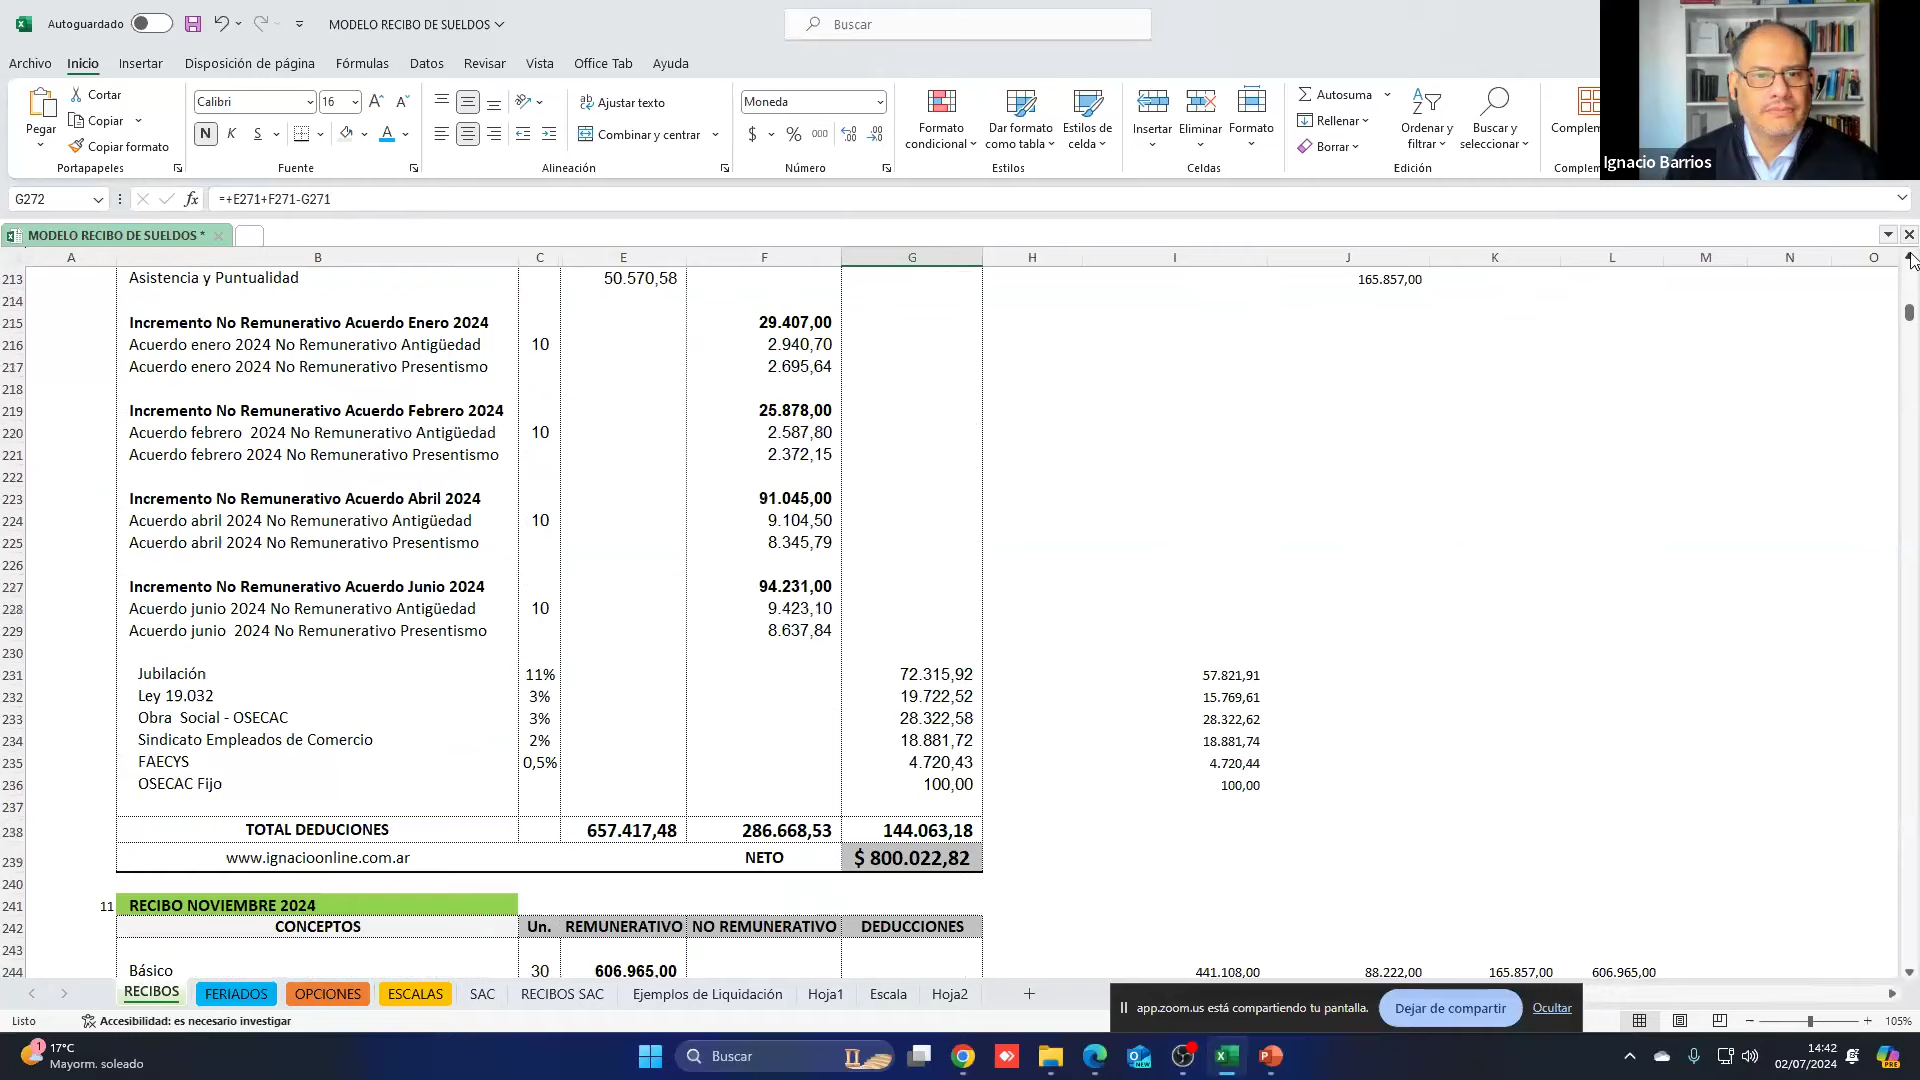 Autoguardado
MODELO RECIBO DE SUELDOS
Buscar
Archivo Inicio Insertar Disposición de página Fórmulas Datos Revisar Vista Office Tab Ayuda
Pegar
Cortar
Copiar
Copiar formato
Portapapeles
Calibri 16
N K S
Fuente
Ajustar texto
Combinar y centrar
Alineación
Moneda
$ % 000
Número
Formato condicional
Dar formato como tabla
Estilos de celda
Estilos
Insertar Eliminar Formato
Celdas
Autosuma
Rellenar
Borrar
Ordenar y filtrar
Buscar y seleccionar
Edición
Complem
Complem
Ignacio Barrios
G272 fx =+E271+F271-G271
MODELO RECIBO DE SUELDOS *
A B C E F G H I J K L M N O
213 Asistencia y Puntualidad 50.570,58 165.857,00
214
215 Incremento No Remunerativo Acuerdo Enero 2024 29.407,00
216 Acuerdo enero 2024 No Remunerativo Antigüedad 10 2.940,70
217 Acuerdo enero 2024 No Remunerativo Presentismo 2.695,64
218
219 Incremento No Remunerativo Acuerdo Febrero 2024 25.878,00
220 Acuerdo febrero  2024 No Remunerativo Antigüedad 10 2.587,80
221 Acuerdo febrero 2024 No Remunerativo Presentismo 2.372,15
222
223 Incremento No Remunerativo Acuerdo Abril 2024 91.045,00
224 Acuerdo abril 2024 No Remunerativo Antigüedad 10 9.104,50
225 Acuerdo abril 2024 No Remunerativo Presentismo 8.345,79
226
227 Incremento No Remunerativo Acuerdo Junio 2024 94.231,00
228 Acuerdo junio 2024 No Remunerativo Antigüedad 10 9.423,10
229 Acuerdo junio  2024 No Remunerativo Presentismo 8.637,84
230
231 Jubilación 11% 72.315,92 57.821,91
232 Ley 19.032 3% 19.722,52 15.769,61
233 Obra  Social - OSECAC 3% 28.322,58 28.322,62
234 Sindicato Empleados de Comercio 2% 18.881,72 18.881,74
235 FAECYS 0,5% 4.720,43 4.720,44
236 OSECAC Fijo 100,00 100,00
237
238 TOTAL DEDUCIONES 657.417,48 286.668,53 144.063,18
239 www.ignacioonline.com.ar NETO $ 800.022,82
240
241 11 RECIBO NOVIEMBRE 2024
242 CONCEPTOS Un. REMUNERATIVO NO REMUNERATIVO DEDUCCIONES
243
244 Básico 30 606.965,00 441.108,00 88.222,00 165.857,00 606.965,00
RECIBOS FERIADOS OPCIONES ESCALAS SAC RECIBOS SAC Ejemplos de Liquidación Hoja1 Escala Hoja2
app.zoom.us está compartiendo tu pantalla. Dejar de compartir Ocultar
Listo Accesibilidad: es necesario investigar 105%
1 17°C
Mayorm. soleado
Buscar
14:42
02/07/2024